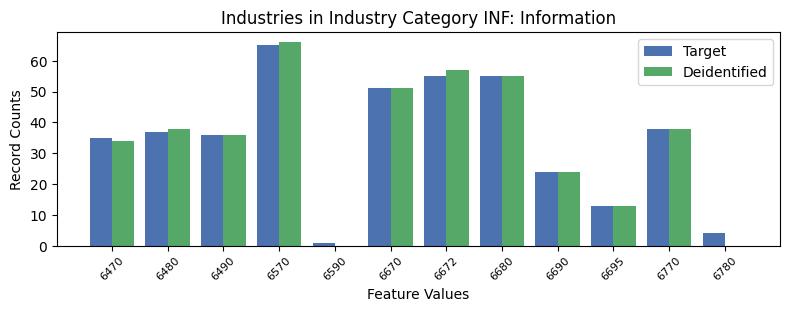 Industries in Industry Category INF: Information
Target
Deidentified
Record Counts
60
50
40
30
20
10
0
6470 6480 6490 6570 6590 6670 6672 6680 6690 6695 6770 6780
Feature Values